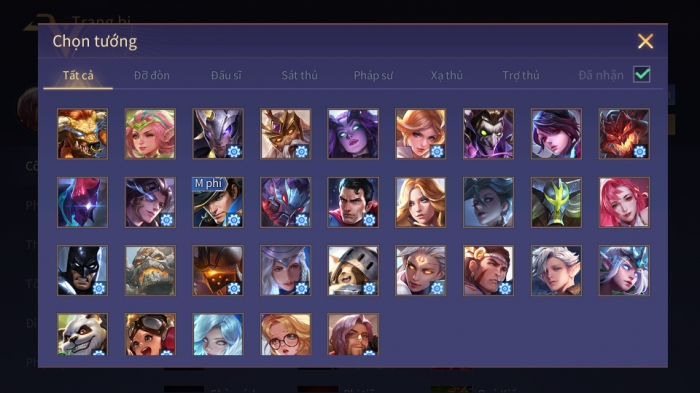 Trang bị
Chọn tướng
Tất cả
Đỡ đòn
Đấu sĩ
Sát thủ
Pháp sư
Xạ thủ
Trợ thủ
Đã nhận
M phí